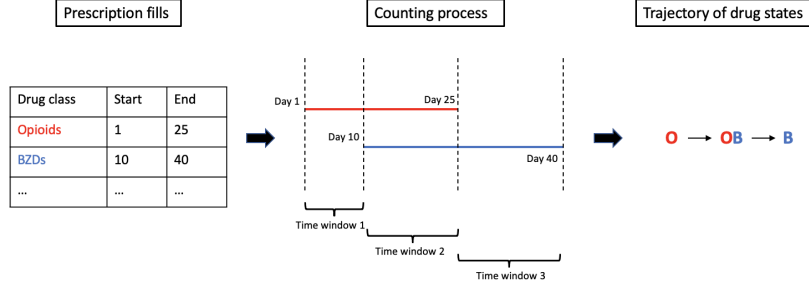 Prescription fills
Counting process
Trajectory of drug states
Drug class Start End
Opioids 1 25
BZDs 10 40
... ... ...
Day 1
Day 25
Day 10
Day 40
Time window 1
Time window 2
Time window 3
O → OB → B